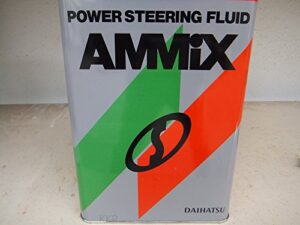 POWER STEERING FLUID
AMMiX
DAIHATSU